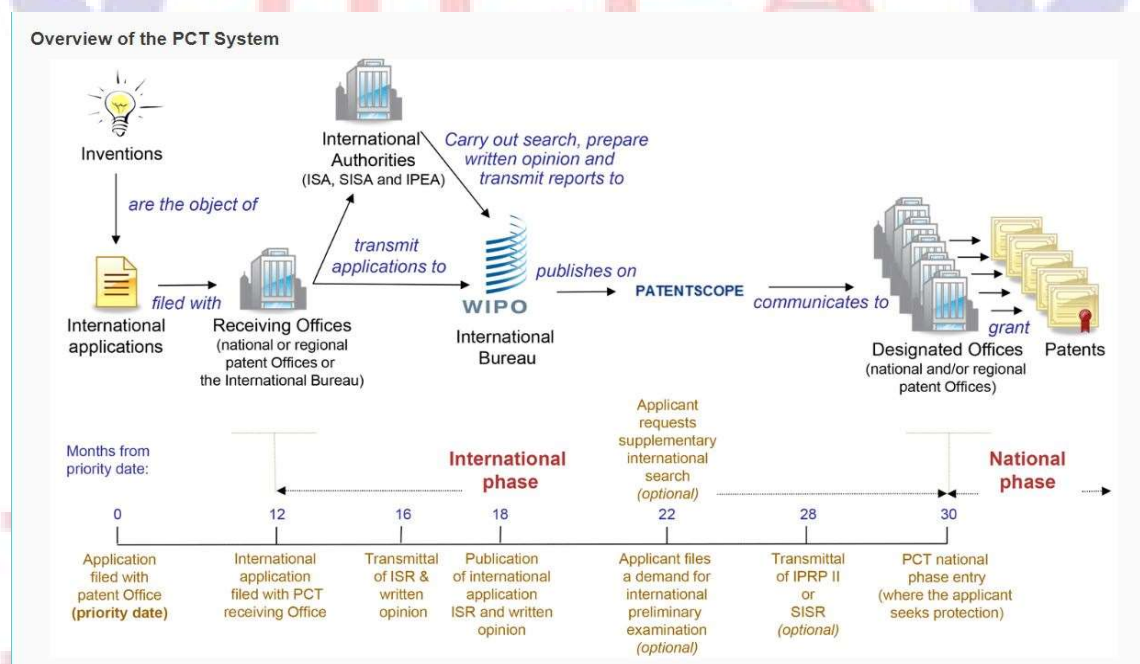 Overview of the PCT System
Inventions
are the object of
International
applications
filed with
Receiving Offices
(national or regional
patent Offices or
the International Bureau)
International
Authorities
(ISA, SISA and IPEA)
transmit
applications to
Carry out search, prepare
written opinion and
transmit reports to
WIPO
International
Bureau
publishes on
PATENTSCOPE
communicates to
Designated Offices
(national and/or regional
patent Offices)
grant
Patents
Months from
priority date:
International
phase
Applicant
requests
supplementary
international
search
(optional)
National
phase
0
12
16
18
22
28
30
Application
filed with
patent Office
(priority date)
International
application
filed with PCT
receiving Office
Transmittal
of ISR &
written
opinion
Publication
of international
application
ISR and written
opinion
Applicant files
a demand for
international
preliminary
examination
(optional)
Transmittal
of IPRP II
or
SISR
(optional)
PCT national
phase entry
(where the applicant
seeks protection)